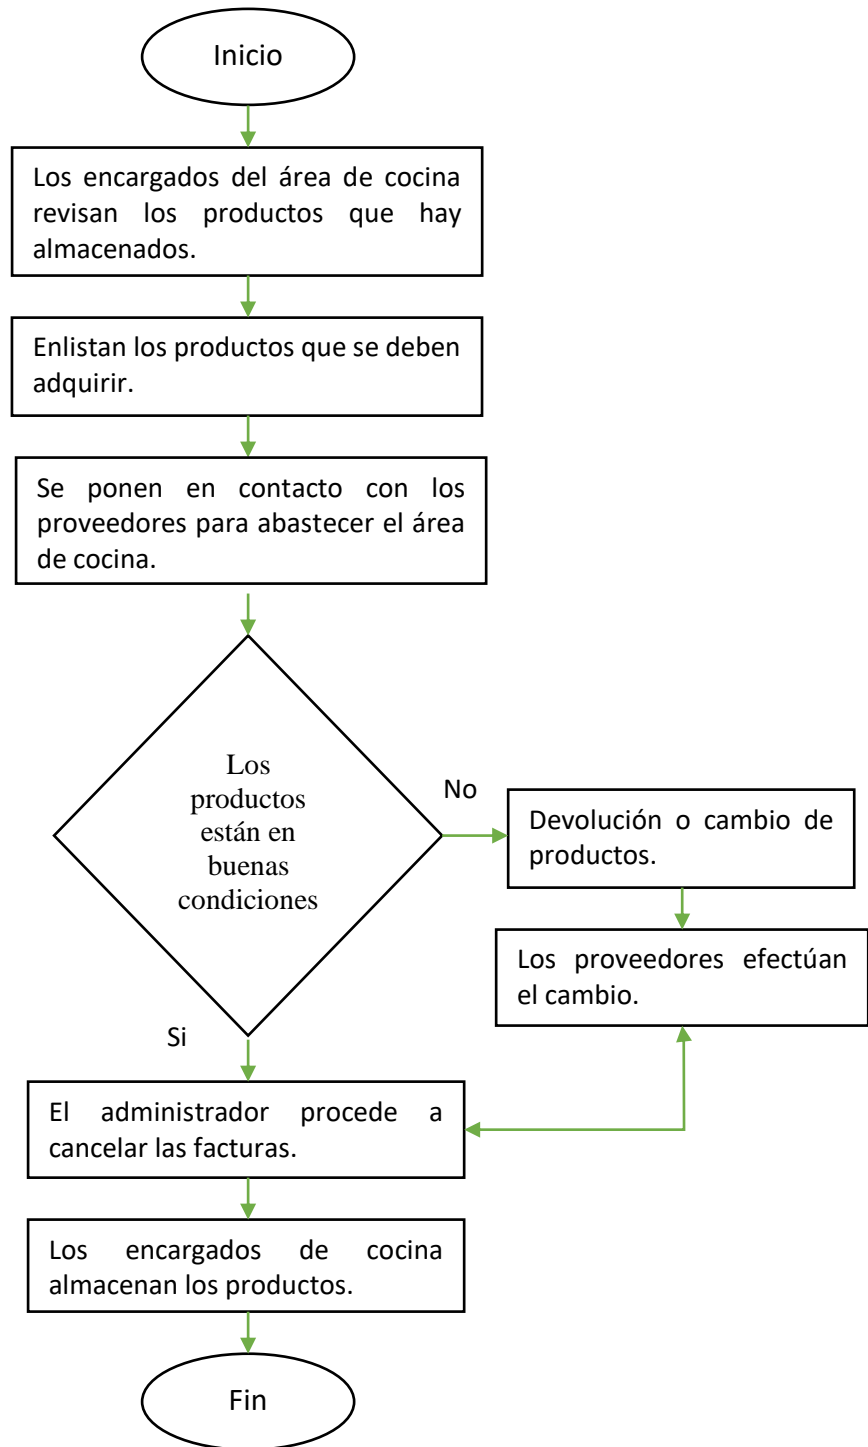 Inicio
Los encargados del área de cocina
revisan los productos que hay
almacenados.
Enlistan los productos que se deben
adquirir.
Se ponen en contacto con los
proveedores para abastecer el área
de cocina.
Los
productos
están en
buenas
condiciones
No
Devolución o cambio de
productos.
Los proveedores efectúan
el cambio.
Si
El administrador procede a
cancelar las facturas.
Los encargados de cocina
almacenan los productos.
Fin